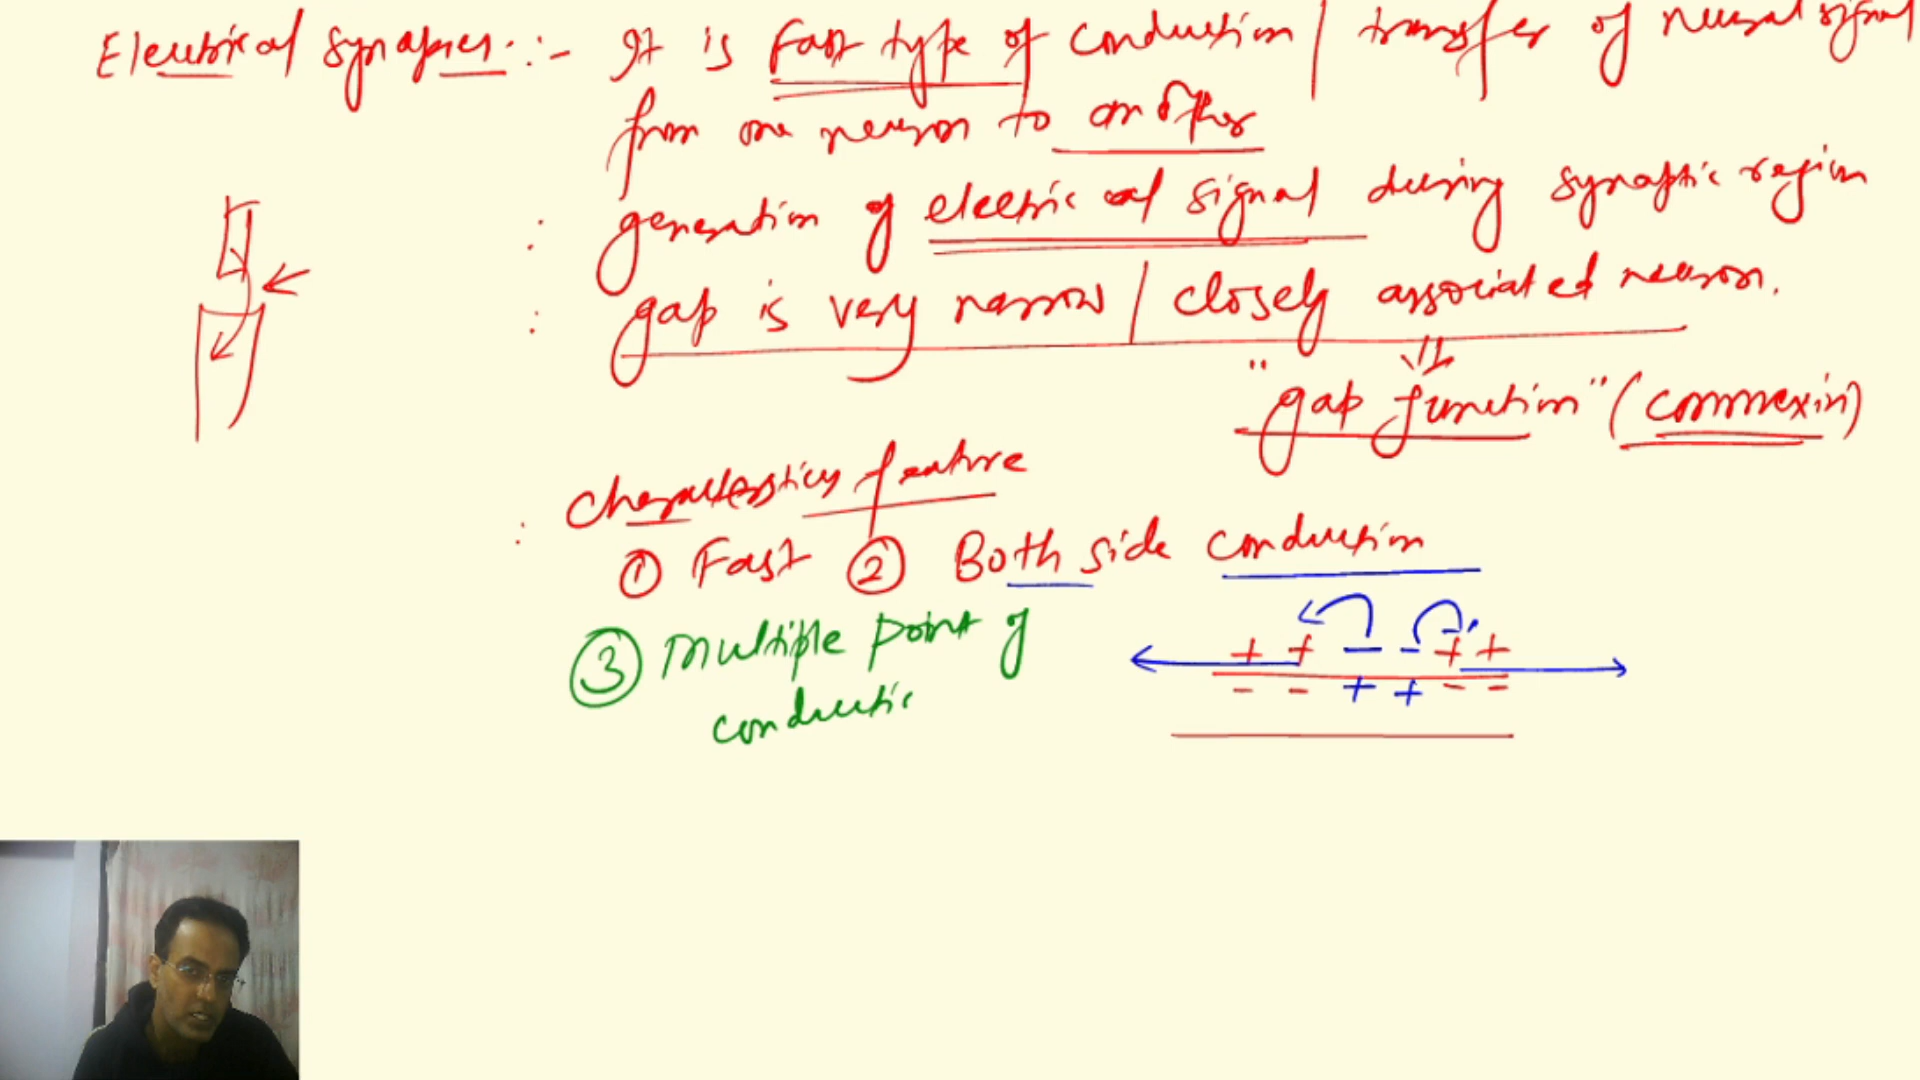 Electrical synapses :- It is Fast type of conduction / transfer of neural signal
from one neuron to another
: generation of electrical signal during synaptic region
: gap is very narrow / closely associated neuron.
"gap junction" (connexin)
: Characterstics feature
① Fast ② Both side conduction
③ Multiple point of
conductio
+ + - - + +
- - + + - -